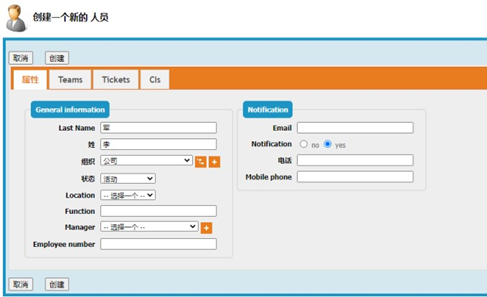 创建一个新的 人员
取消 创建
属性 Teams Tickets CIs
General information
Last Name 军
姓 李
组织 公司
状态 活动
Location -- 选择一个 --
Function
Manager -- 选择一个 --
Employee number
Notification
Email
Notification no yes
电话
Mobile phone
取消 创建